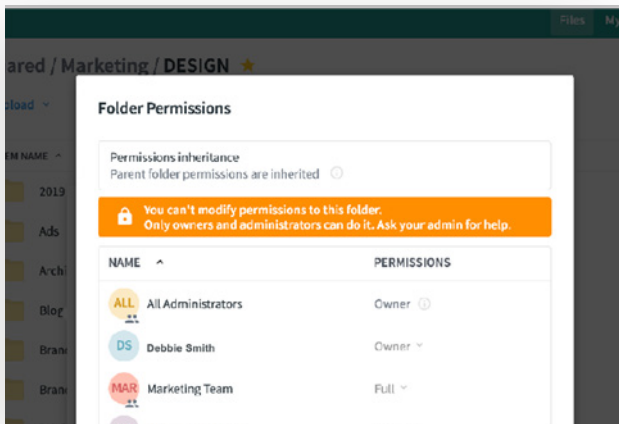 Files My
ared / Marketing / DESIGN
pload
EM NAME
Folder Permissions
Permissions inheritance
Parent folder permissions are inherited
2019
You can't modify permissions to this folder.
Only owners and administrators can do it. Ask your admin for help.
Ads
NAME PERMISSIONS
Archi
ALL All Administrators Owner
Blog
DS Debbie Smith Owner
Bran
MAR Marketing Team Full
Bran